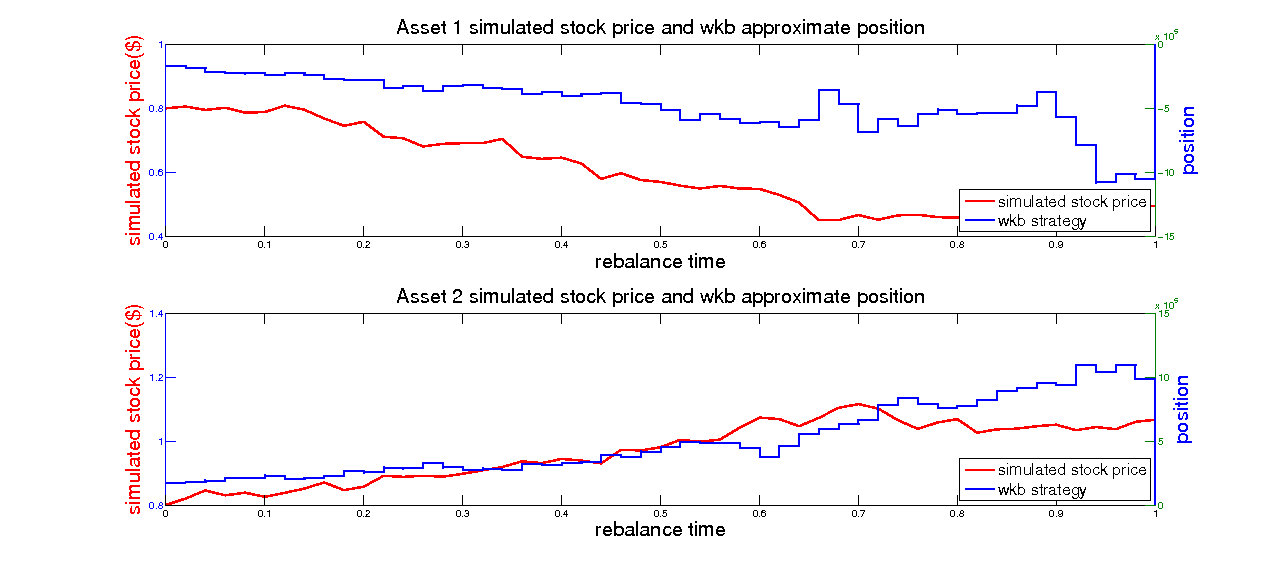 Asset 1 simulated stock price and wkb approximate position
simulated stock price($)
1
0.8
0.6
0.4
x 10^5
0
-5
-10
-15
position
simulated stock price
wkb strategy
0 0.1 0.2 0.3 0.4 0.5 0.6 0.7 0.8 0.9 1
rebalance time
Asset 2 simulated stock price and wkb approximate position
simulated stock price($)
1.4
1.2
1
0.8
x 10^5
15
10
5
0
position
simulated stock price
wkb strategy
0 0.1 0.2 0.3 0.4 0.5 0.6 0.7 0.8 0.9 1
rebalance time